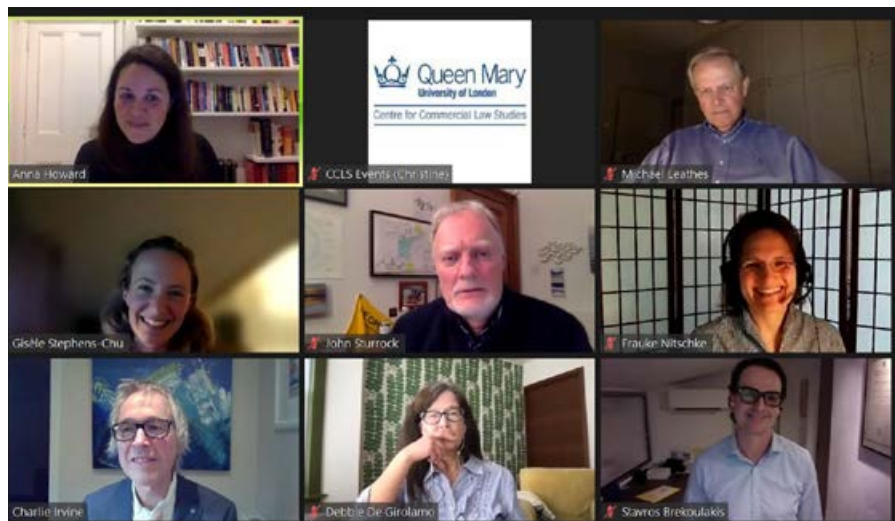 Anna Howard
Queen Mary
University of London
Centre for Commercial Law Studies
CCLS Events (Christine)
Michael Leathes
Gisèle Stephens-Chu
John Sturrock
Frauke Nitschke
Charlie Irvine
Debbie De Girolamo
Stavros Brekoulakis